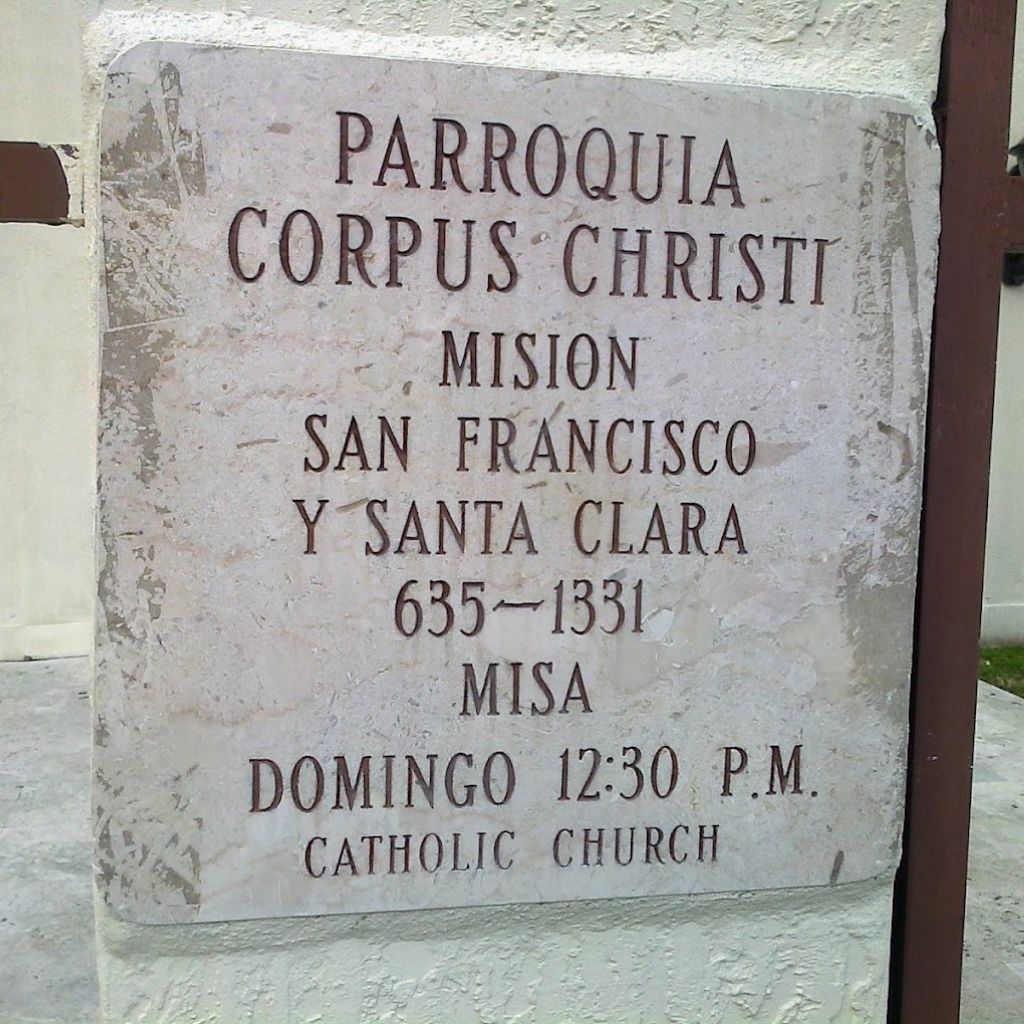 PARROQUIA
CORPUS CHRISTI
MISION
SAN FRANCISCO
Y SANTA CLARA
635—1331
MISA
DOMINGO 12:30 P.M.
CATHOLIC CHURCH